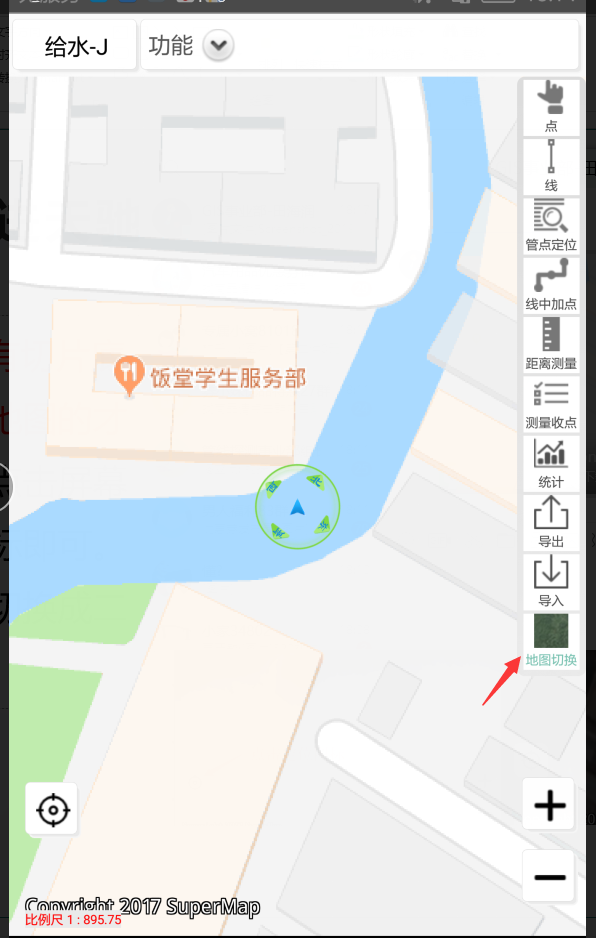 给水-J
功能
点
线
管点定位
线中加点
距离测量
测量收点
统计
导出
导入
地图切换
饭堂学生服务部
Copyright 2017 SuperMap
比例尺 1 : 895.75